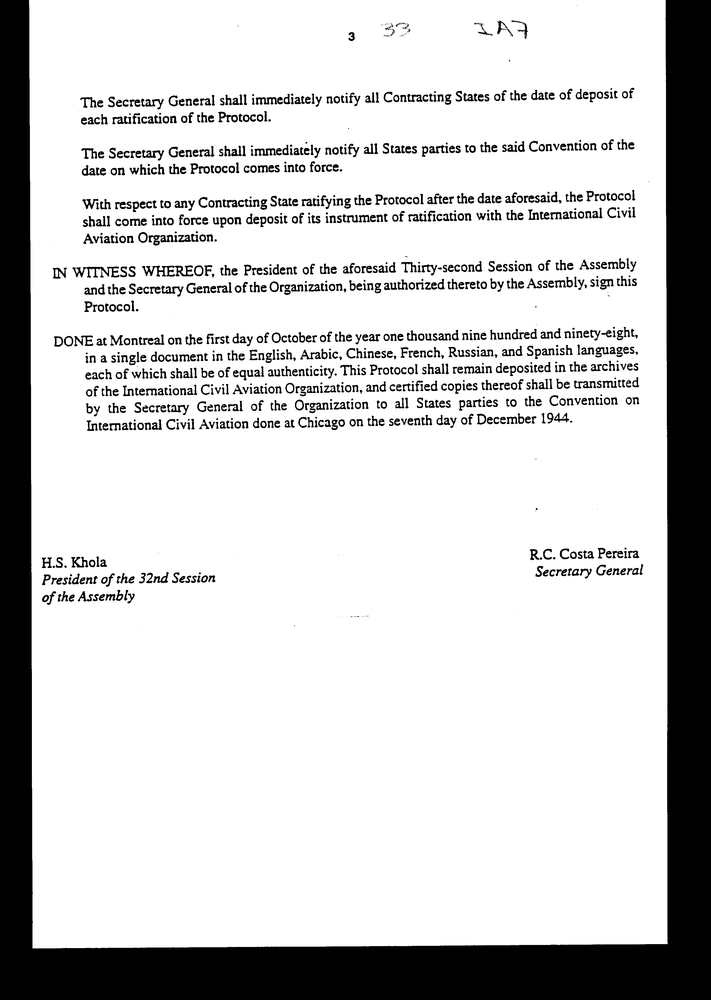 3 33 IA7
The Secretary General shall immediately notify all Contracting States of the date of deposit of
each ratification of the Protocol.
The Secretary General shall immediately notify all States parties to the said Convention of the
date on which the Protocol comes into force.
With respect to any Contracting State ratifying the Protocol after the date aforesaid, the Protocol
shall come into force upon deposit of its instrument of ratification with the International Civil
Aviation Organization.
IN WITNESS WHEREOF, the President of the aforesaid Thirty-second Session of the Assembly
and the Secretary General of the Organization, being authorized thereto by the Assembly, sign this
Protocol.
DONE at Montreal on the first day of October of the year one thousand nine hundred and ninety-eight,
in a single document in the English, Arabic, Chinese, French, Russian, and Spanish languages,
each of which shall be of equal authenticity. This Protocol shall remain deposited in the archives
of the International Civil Aviation Organization, and certified copies thereof shall be transmitted
by the Secretary General of the Organization to all States parties to the Convention on
International Civil Aviation done at Chicago on the seventh day of December 1944.
H.S. Khola
President of the 32nd Session
of the Assembly
R.C. Costa Pereira
Secretary General